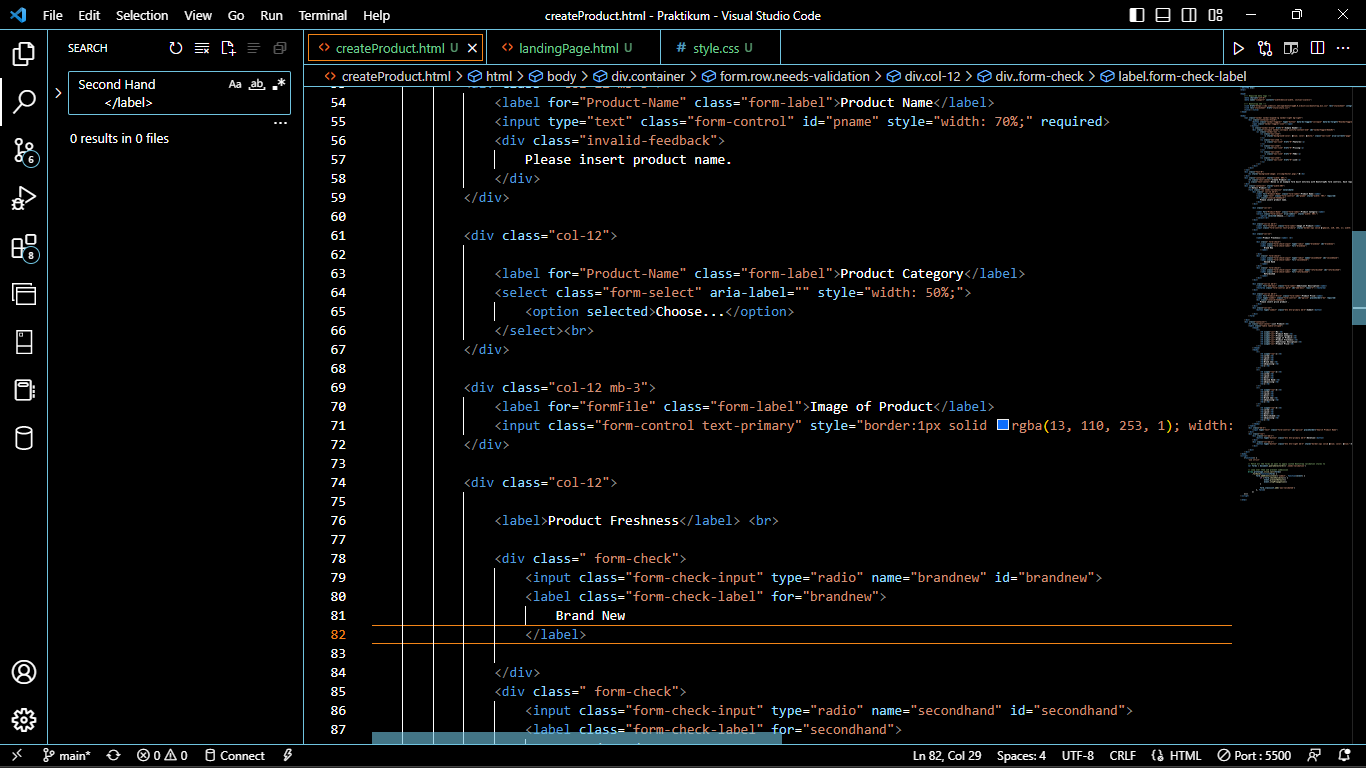 File Edit Selection View Go Run Terminal Help
createProduct.html - Praktikum - Visual Studio Code
SEARCH
Second Hand
</label>
Aa ab .*
0 results in 0 files
6
8
createProduct.html U
landingPage.html U
# style.css U
createProduct.html > html > body > div.container > form.row.needs-validation > div.col-12 > div..form-check > label.form-check-label
54 <label for="Product-Name" class="form-label">Product Name</label>
55 <input type="text" class="form-control" id="pname" style="width: 70%;" required>
56 <div class="invalid-feedback">
57 Please insert product name.
58 </div>
59 </div>
60
61 <div class="col-12">
62
63 <label for="Product-Name" class="form-label">Product Category</label>
64 <select class="form-select" aria-label="" style="width: 50%;">
65 <option selected>Choose...</option>
66 </select><br>
67 </div>
68
69 <div class="col-12 mb-3">
70 <label for="formFile" class="form-label">Image of Product</label>
71 <input class="form-control text-primary" style="border:1px solid rgba(13, 110, 253, 1); width:
72 </div>
73
74 <div class="col-12">
75
76 <label>Product Freshness</label> <br>
77
78 <div class=" form-check">
79 <input class="form-check-input" type="radio" name="brandnew" id="brandnew">
80 <label class="form-check-label" for="brandnew">
81 Brand New
82 </label>
83
84 </div>
85 <div class=" form-check">
86 <input class="form-check-input" type="radio" name="secondhand" id="secondhand">
87 <label class="form-check-label" for="secondhand">
main* 0 0 Connect
Ln 82, Col 29 Spaces: 4 UTF-8 CRLF HTML Port : 5500